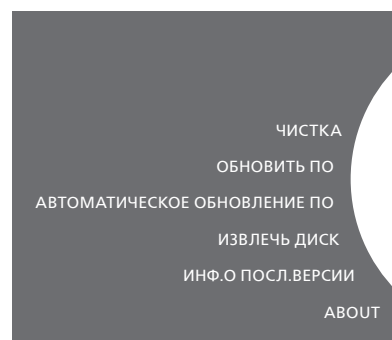 ЧИСТКА
ОБНОВИТЬ ПО
АВТОМАТИЧЕСКОЕ ОБНОВЛЕНИЕ ПО
ИЗВЛЕЧЬ ДИСК
ИНФ.О ПОСЛ.ВЕРСИИ
ABOUT